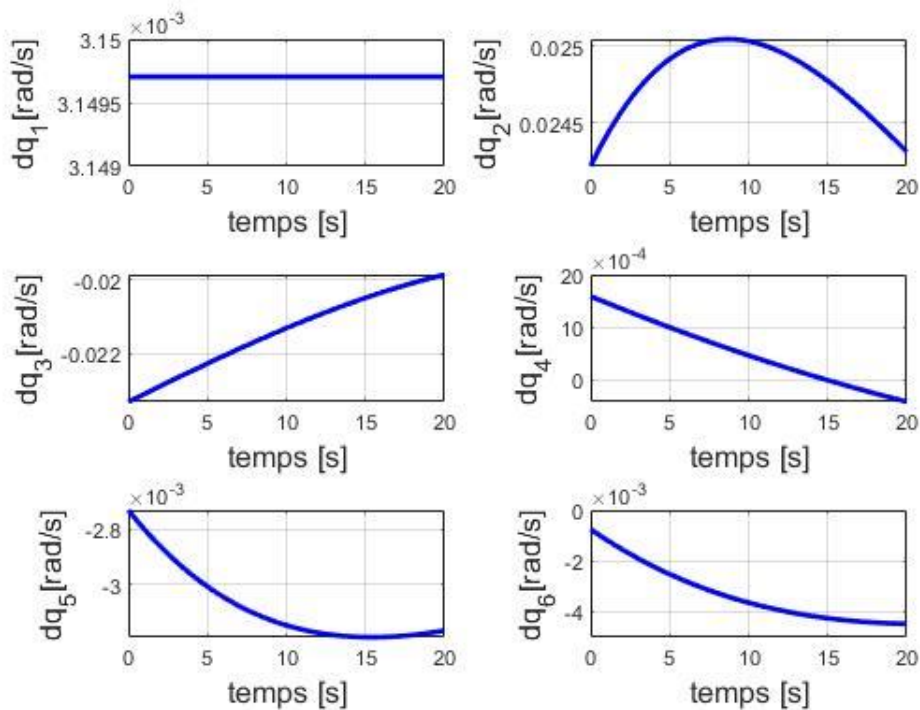 ×10⁻³
3.15
3.1495
3.149
dq₁[rad/s]
0 5 10 15 20
temps [s]
0.025
0.0245
dq₂[rad/s]
0 5 10 15 20
temps [s]
-0.02
-0.022
dq₃[rad/s]
0 5 10 15 20
temps [s]
×10⁻⁴
20
10
0
dq₄[rad/s]
0 5 10 15 20
temps [s]
×10⁻³
-2.8
-3
dq₅[rad/s]
0 5 10 15 20
temps [s]
×10⁻³
0
-2
-4
dq₆[rad/s]
0 5 10 15 20
temps [s]